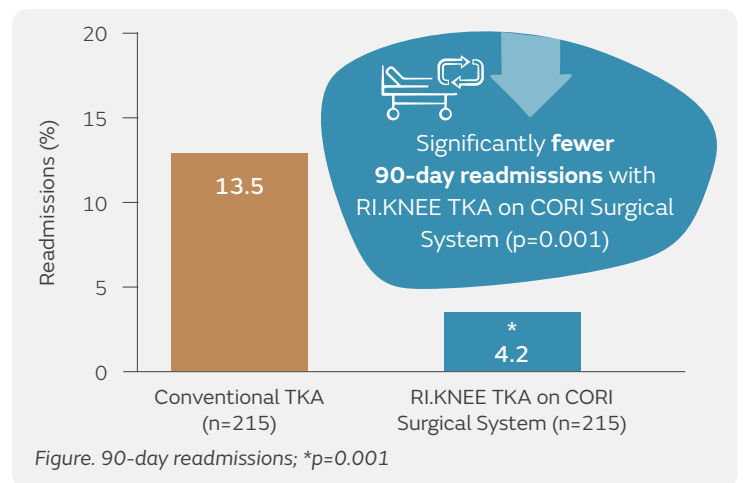 20
15
10
5
0
Readmissions (%)
13.5
Significantly fewer
90-day readmissions with
RI.KNEE TKA on CORI Surgical
System (p=0.001)
*
4.2
Conventional TKA
(n=215)
RI.KNEE TKA on CORI
Surgical System (n=215)
Figure. 90-day readmissions; *p=0.001